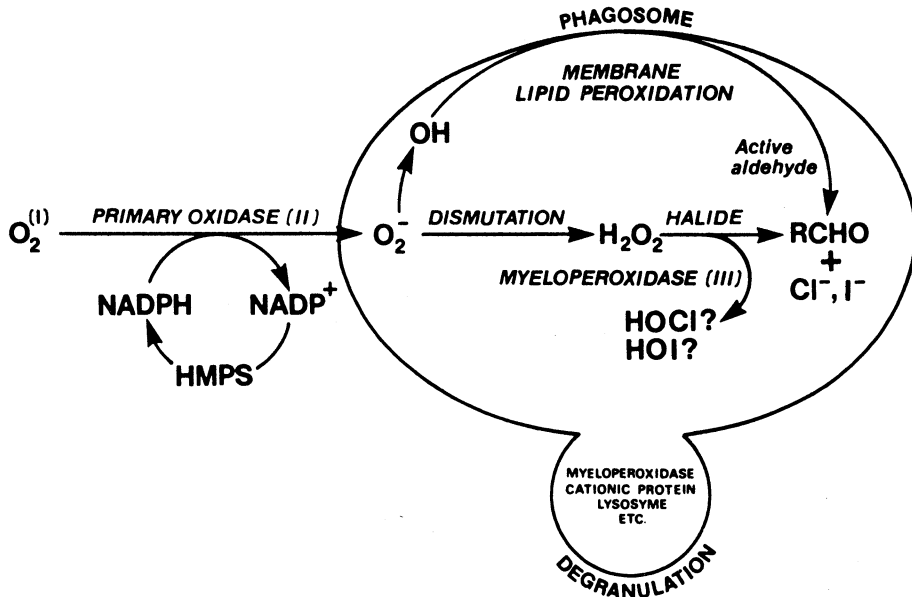 PHAGOSOME
MEMBRANE
LIPID PEROXIDATION
OH
Active
aldehyde
O₂⁽ᴵ⁾
PRIMARY OXIDASE (II)
O₂⁻
DISMUTATION
H₂O₂
HALIDE
RCHO
+
Cl⁻, I⁻
MYELOPEROXIDASE (III)
HOCl?
HOI?
NADPH
NADP⁺
HMPS
MYELOPEROXIDASE
CATIONIC PROTEIN
LYSOSYME
ETC.
DEGRANULATION